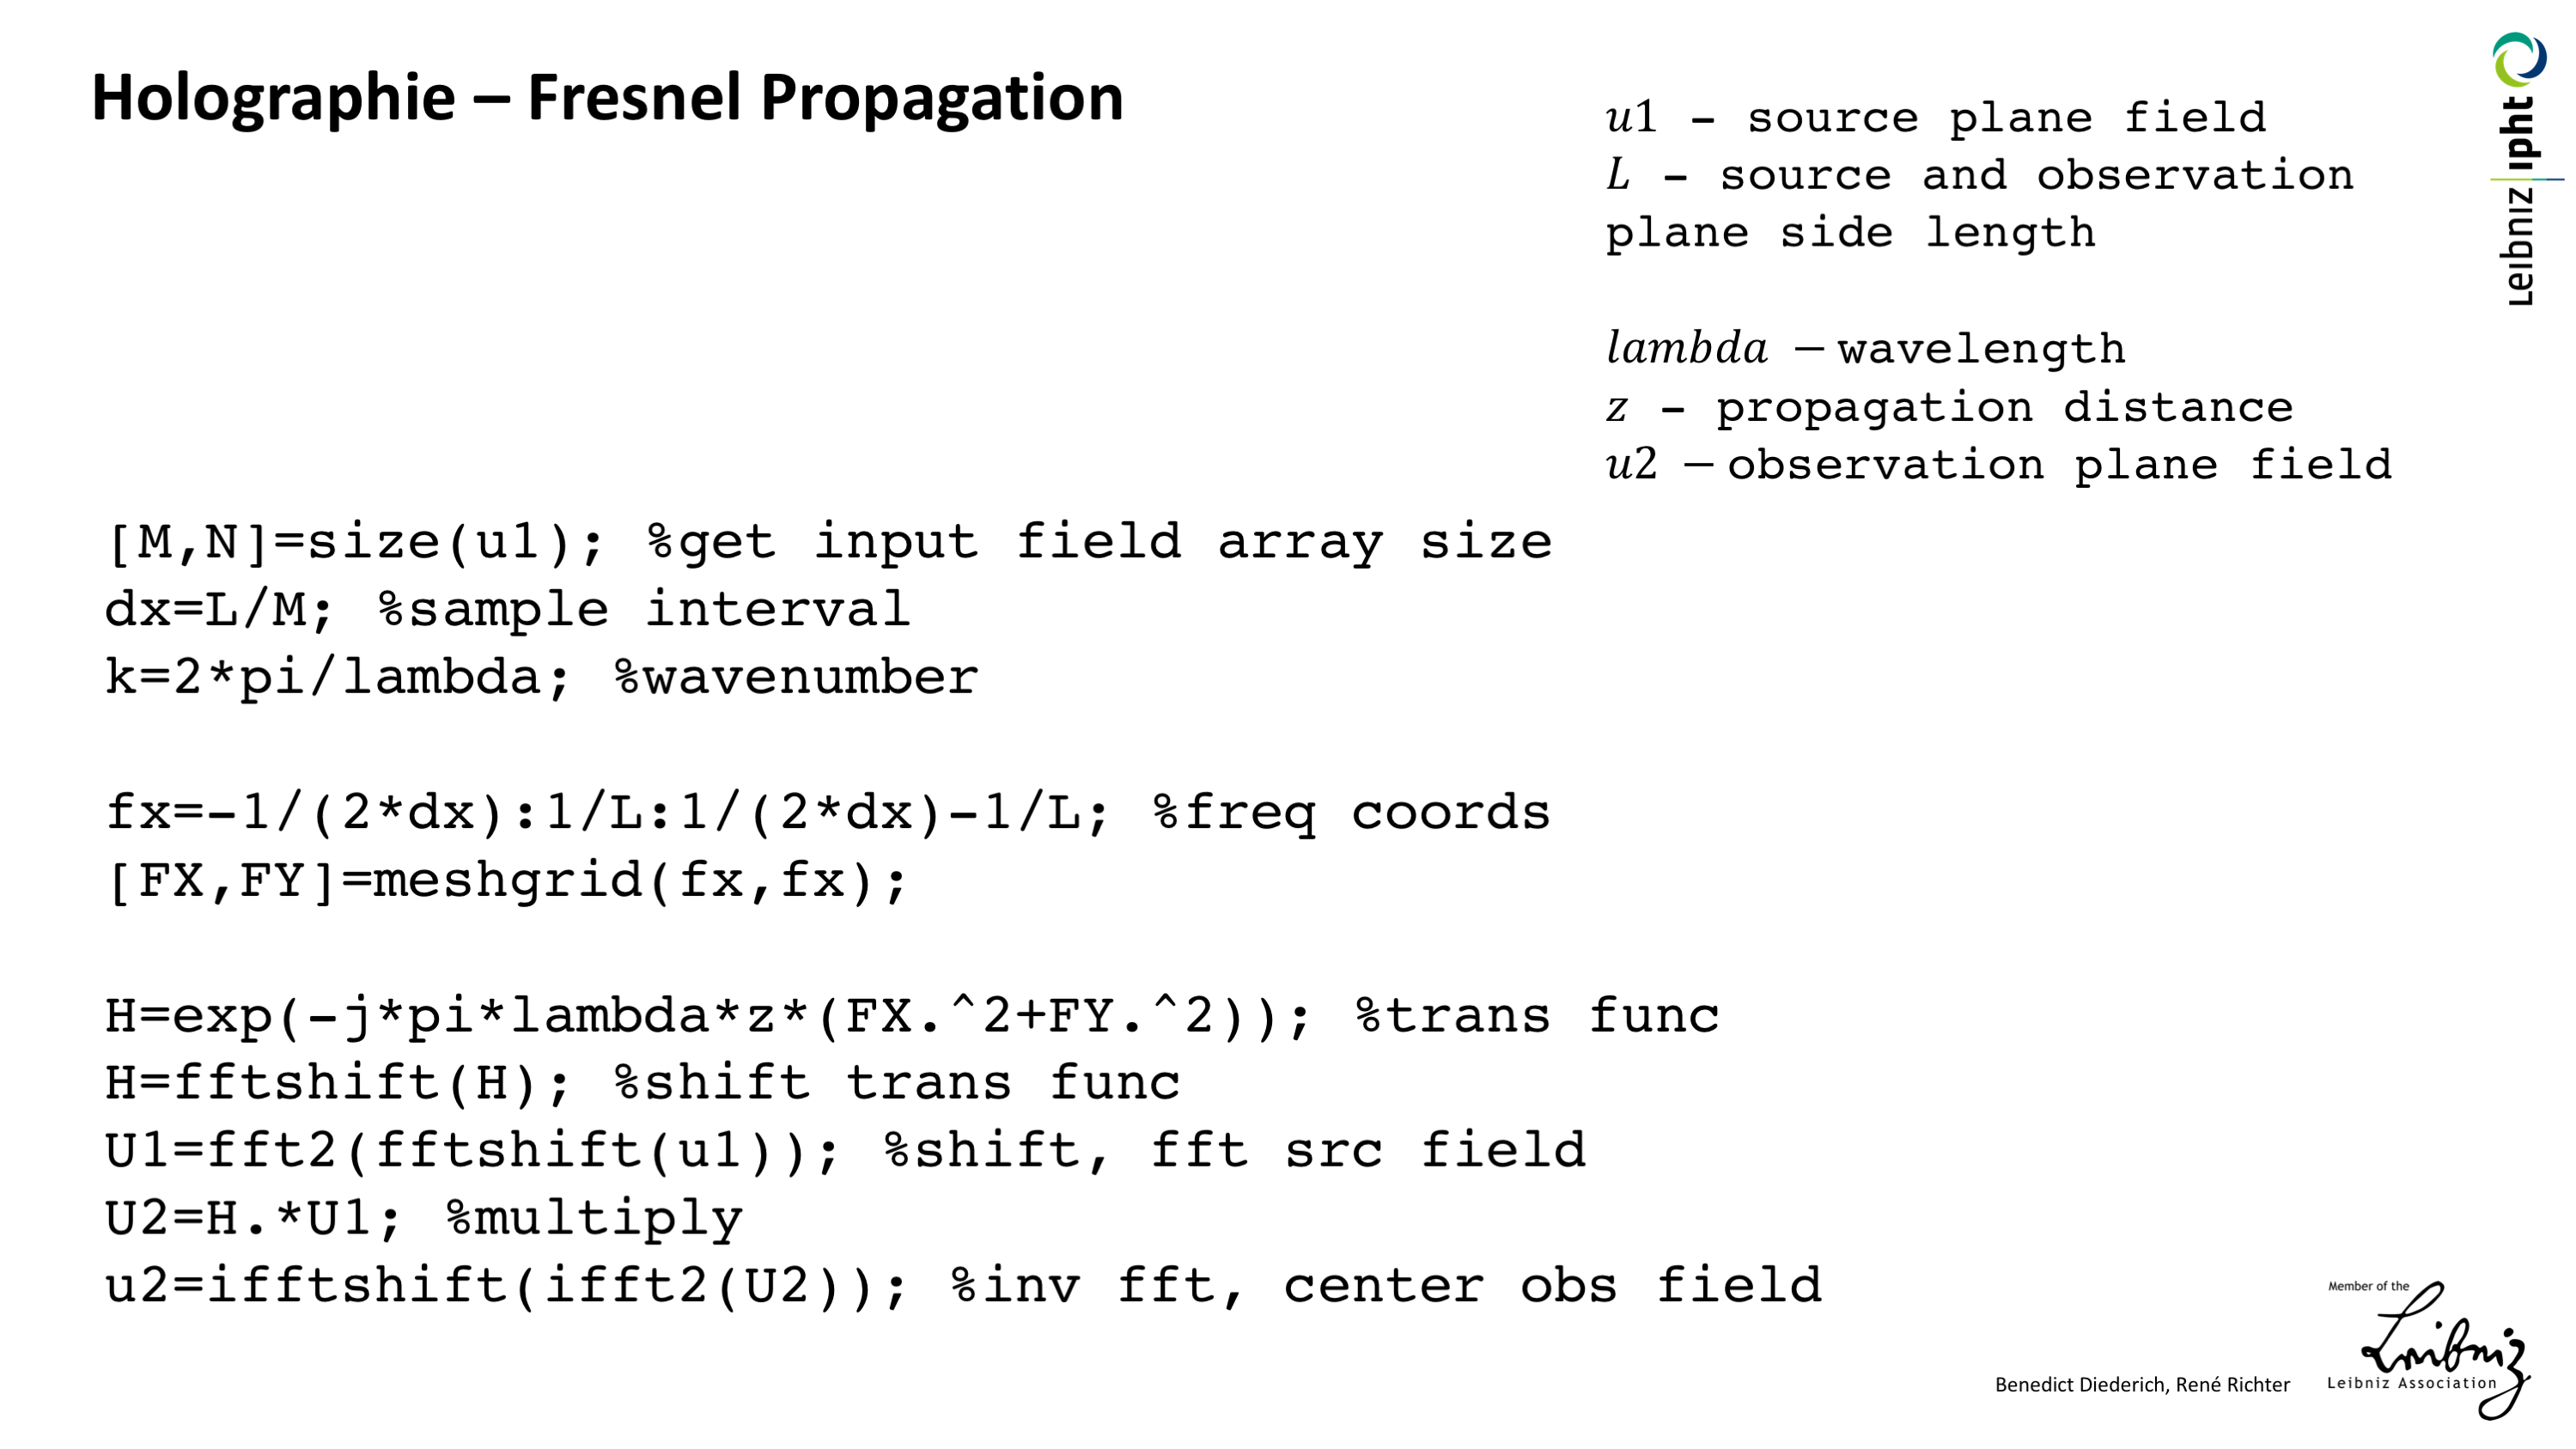 Holographie – Fresnel Propagation
u1 – source plane field
L – source and observation
plane side length
lambda – wavelength
z – propagation distance
u2 – observation plane field
Leibniz ipht
[M,N]=size(u1); %get input field array size
dx=L/M; %sample interval
k=2*pi/lambda; %wavenumber
fx=-1/(2*dx):1/L:1/(2*dx)-1/L; %freq coords
[FX,FY]=meshgrid(fx,fx);
H=exp(-j*pi*lambda*z*(FX.^2+FY.^2)); %trans func
H=fftshift(H); %shift trans func
U1=fft2(fftshift(u1)); %shift, fft src field
U2=H.*U1; %multiply
u2=ifftshift(ifft2(U2)); %inv fft, center obs field
Member of the
Leibniz
Leibniz Association
Benedict Diederich, René Richter